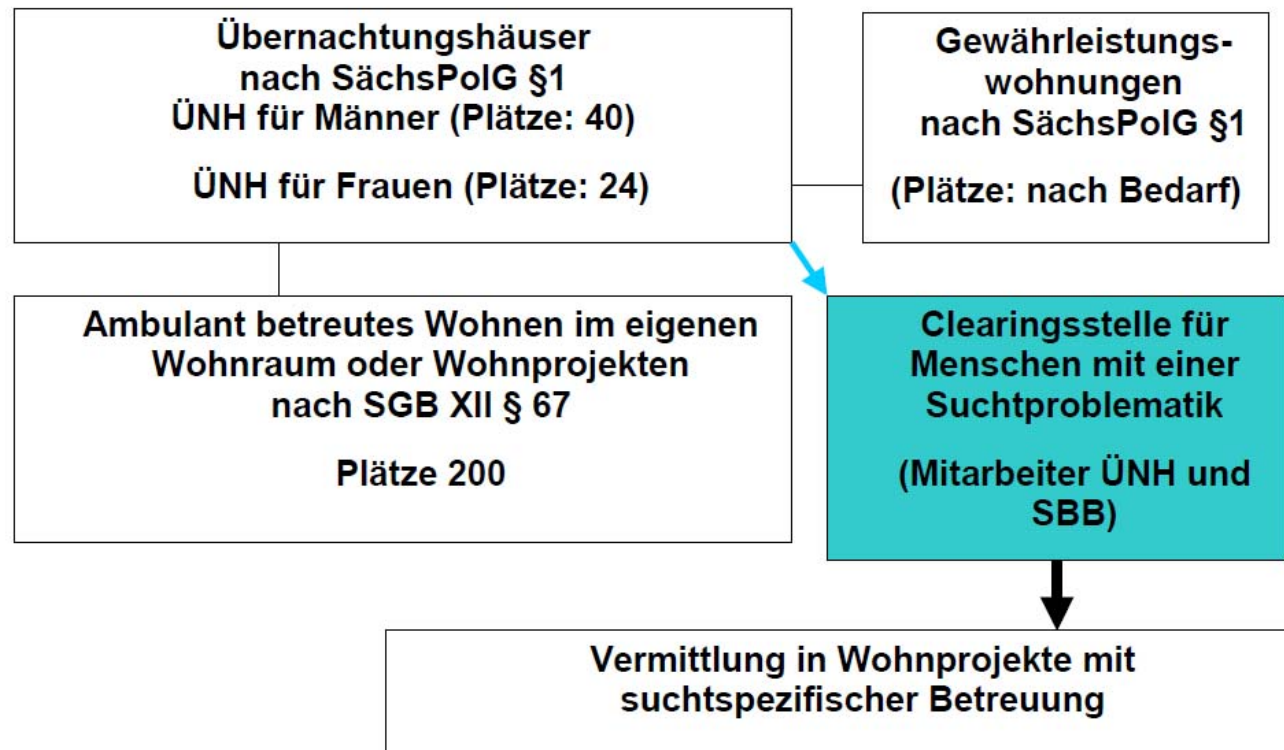 Übernachtungshäuser
nach SächsPolG §1
ÜNH für Männer (Plätze: 40)
ÜNH für Frauen (Plätze: 24)
Gewährleistungs-
wohnungen
nach SächsPolG §1
(Plätze: nach Bedarf)
Ambulant betreutes Wohnen im eigenen
Wohnraum oder Wohnprojekten
nach SGB XII § 67
Plätze 200
Clearingsstelle für
Menschen mit einer
Suchtproblematik
(Mitarbeiter ÜNH und
SBB)
Vermittlung in Wohnprojekte mit
suchtspezifischer Betreuung